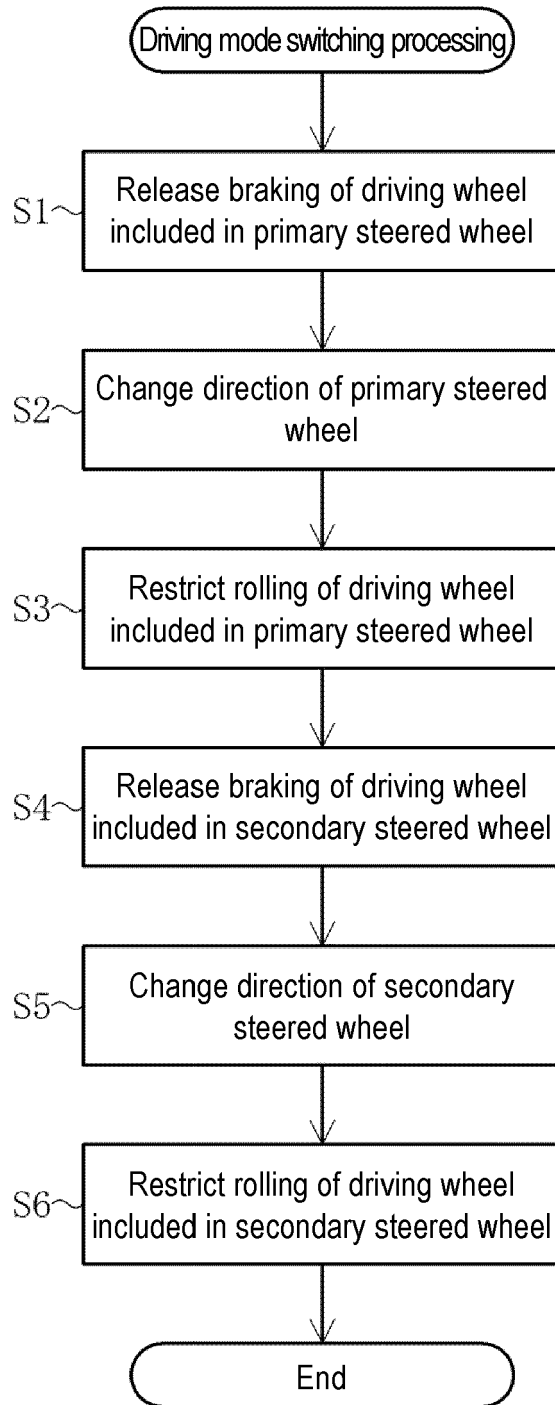 Driving mode switching processing
S1
Release braking of driving wheel
included in primary steered wheel
S2
Change direction of primary steered
wheel
S3
Restrict rolling of driving wheel
included in primary steered wheel
S4
Release braking of driving wheel
included in secondary steered wheel
S5
Change direction of secondary
steered wheel
S6
Restrict rolling of driving wheel
included in secondary steered wheel
End